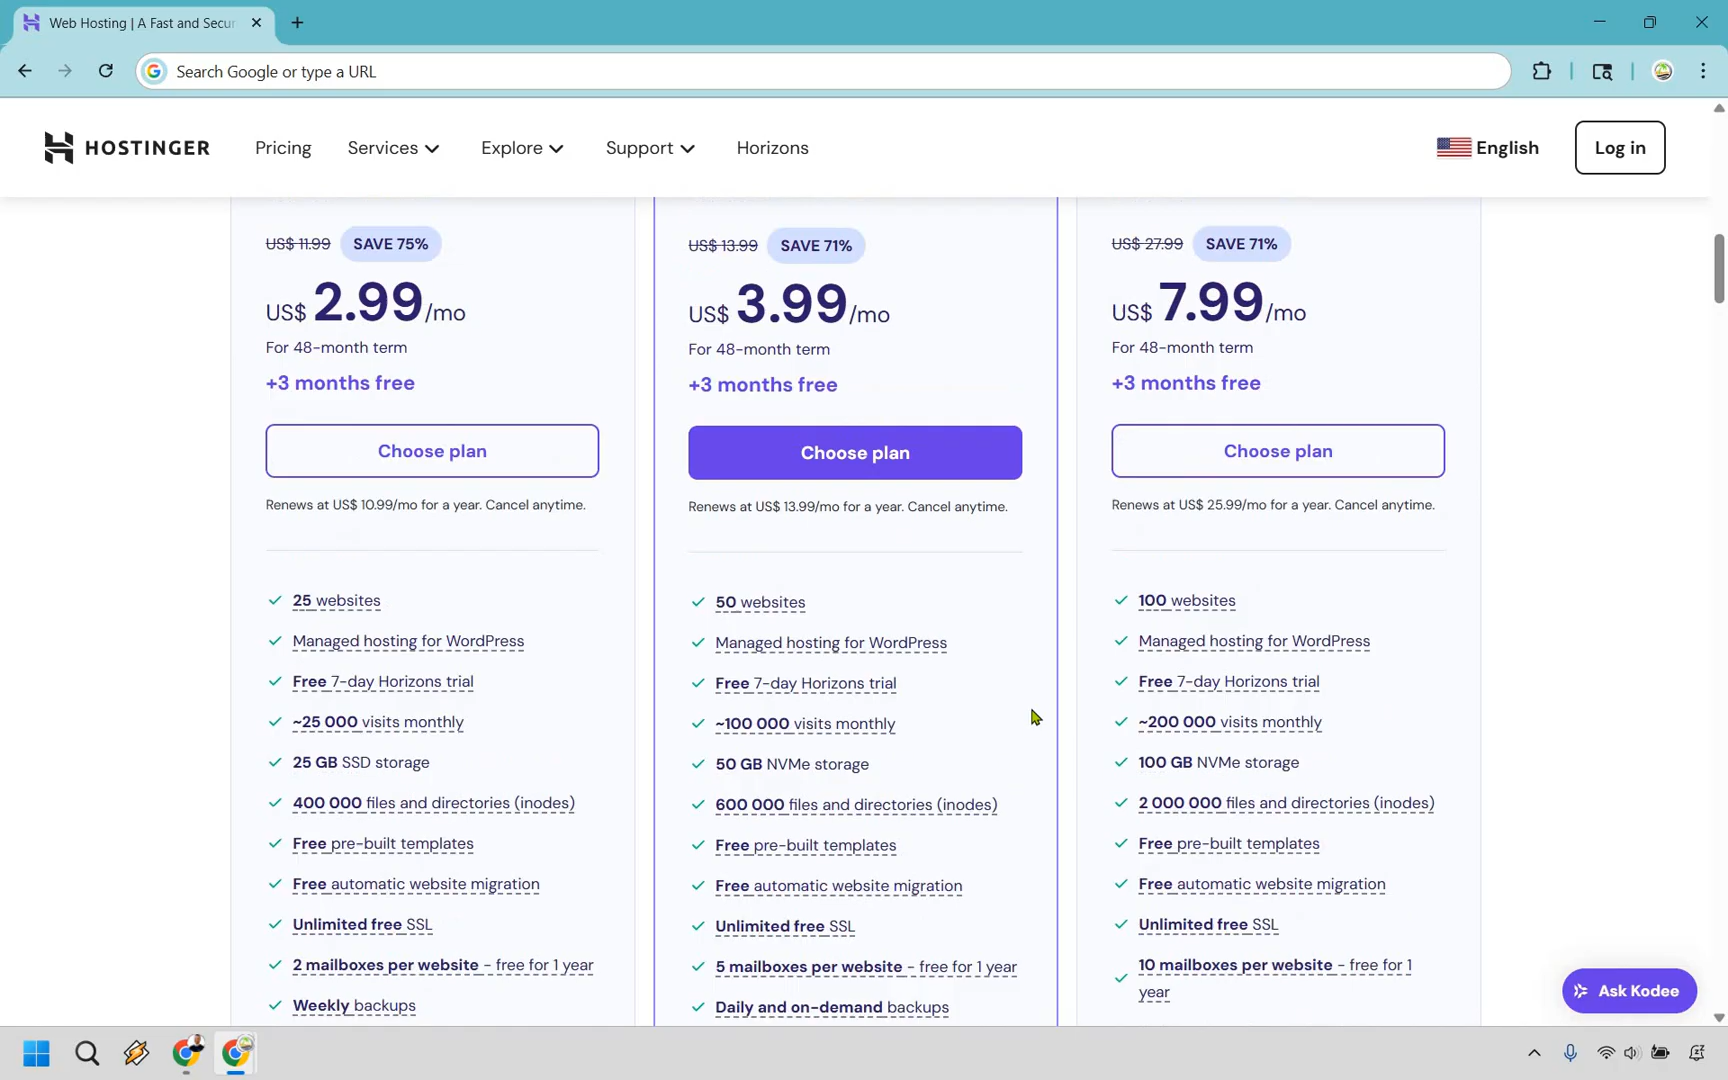 Web Hosting | A Fast and Secur
Search Google or type a URL
HOSTINGER
Pricing
Services
Explore
Support
Horizons
English
Log in
US$ 11.99
SAVE 75%
US$ 2.99/mo
For 48-month term
+3 months free
Choose plan
Renews at US$ 10.99/mo for a year. Cancel anytime.
25 websites
Managed hosting for WordPress
Free 7-day Horizons trial
~25 000 visits monthly
25 GB SSD storage
400 000 files and directories (inodes)
Free pre-built templates
Free automatic website migration
Unlimited free SSL
2 mailboxes per website - free for 1 year
Weekly backups
US$ 13.99
SAVE 71%
US$ 3.99/mo
For 48-month term
+3 months free
Choose plan
Renews at US$ 13.99/mo for a year. Cancel anytime.
50 websites
Managed hosting for WordPress
Free 7-day Horizons trial
~100 000 visits monthly
50 GB NVMe storage
600 000 files and directories (inodes)
Free pre-built templates
Free automatic website migration
Unlimited free SSL
5 mailboxes per website - free for 1 year
Daily and on-demand backups
US$ 27.99
SAVE 71%
US$ 7.99/mo
For 48-month term
+3 months free
Choose plan
Renews at US$ 25.99/mo for a year. Cancel anytime.
100 websites
Managed hosting for WordPress
Free 7-day Horizons trial
~200 000 visits monthly
100 GB NVMe storage
2 000 000 files and directories (inodes)
Free pre-built templates
Free automatic website migration
Unlimited free SSL
10 mailboxes per website - free for 1
year
Ask Kodee